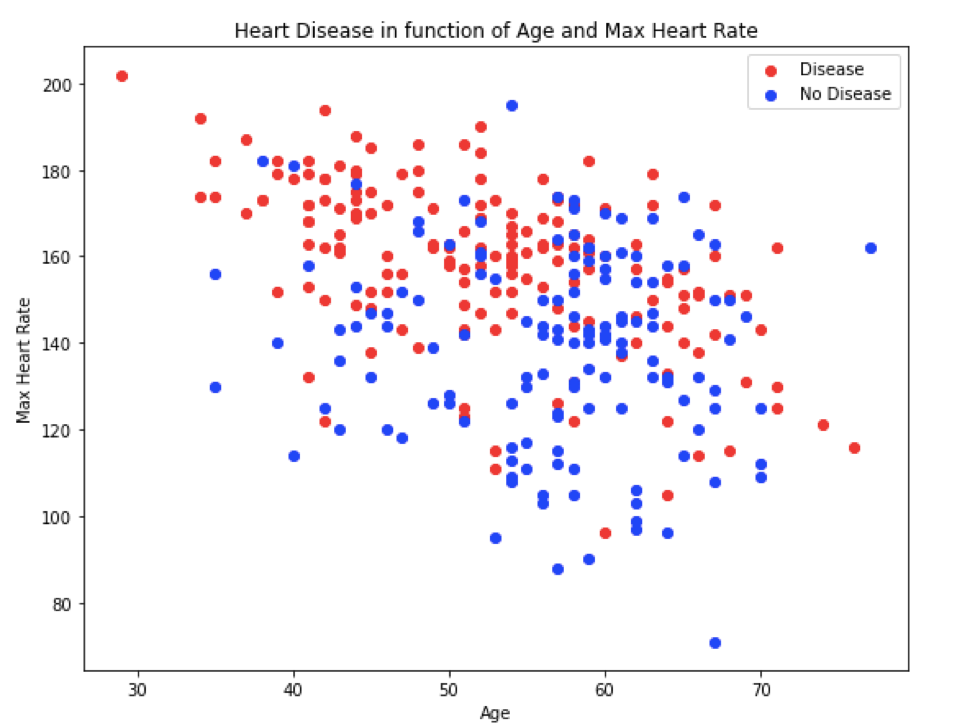 Heart Disease in function of Age and Max Heart Rate
Disease
No Disease
200
180
160
140
120
100
80
Max Heart Rate
30 40 50 60 70
Age